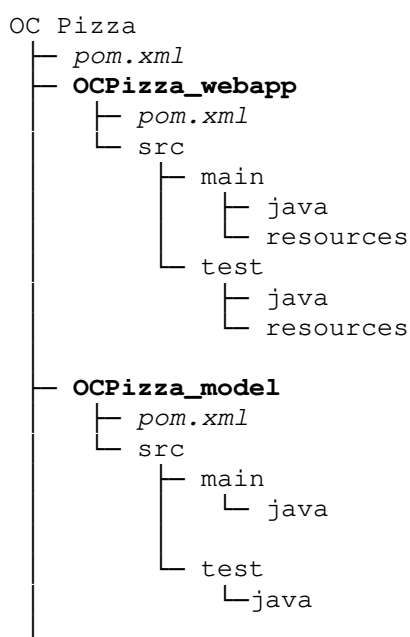 OC Pizza
pom.xml
OCPizza_webapp
pom.xml
src
main
java
resources
test
java
resources
OCPizza_model
pom.xml
src
main
java
test
java